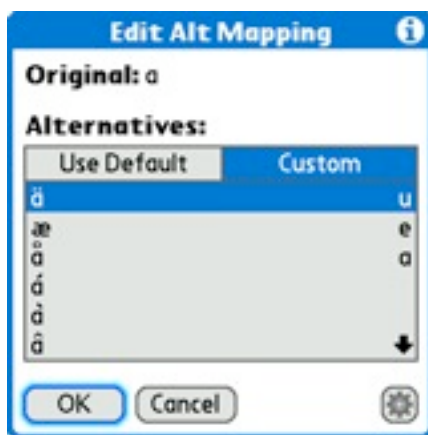 Edit Alt Mapping
Original: a
Alternatives:
Use Default Custom
ä u
æ e
å a
á
à
â
OK Cancel